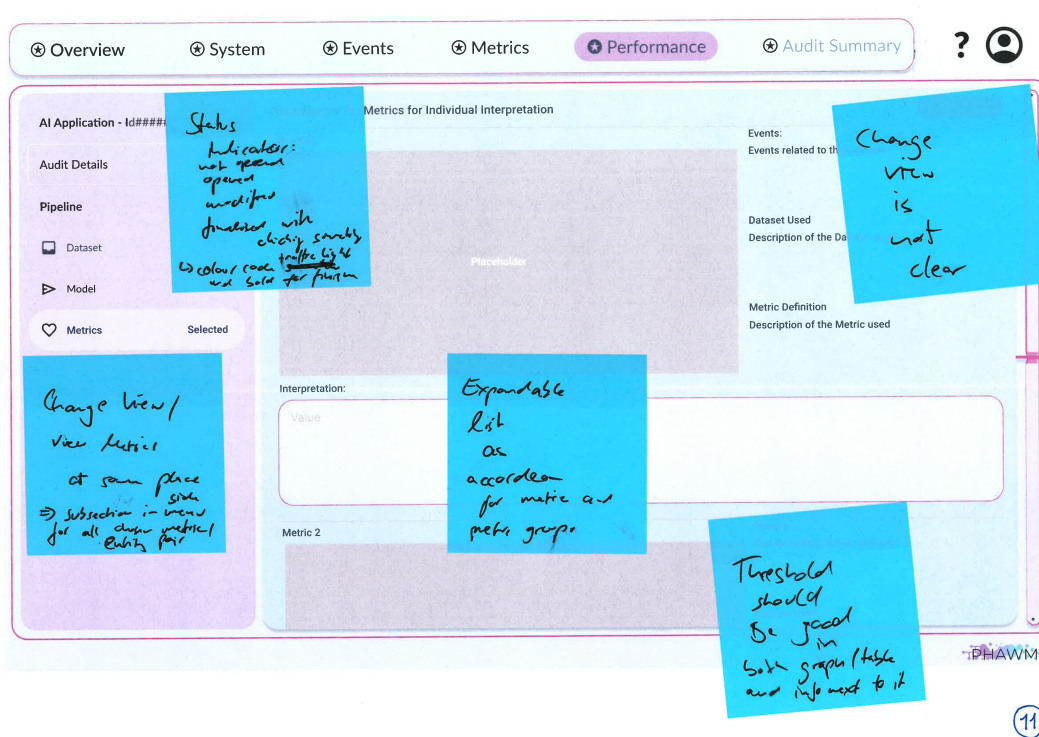 Overview
System
Events
Metrics
Performance
Audit Summary
?
AI Application - Id####
Audit Details
Pipeline
Dataset
Model
Metrics Selected
Status
Indicators:
not opened
opened
modified
finalised with
clicking
↳ colour code traffic light
and bold for
Metrics for Individual Interpretation
Placeholder
Events:
Events related to th
Dataset Used
Description of the Da
Metric Definition
Description of the Metric used
Change
view
is
not
clear
Change View/
View Metrics
at same place
side
⇒ subsection in menu
for all metric/
entity pair
Interpretation:
Value
Expandable
list
as
accordeon
for metric and
metric groups
Metric 2
Threshold
should
Be good
in
both graph/table
and info next to it
PHAWM
11